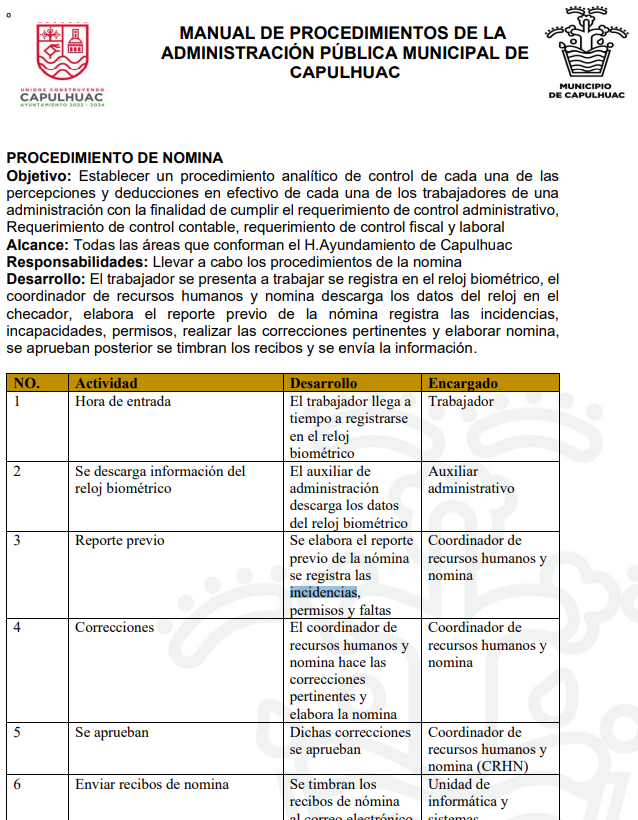 º
UNIDOS CONSTRUYENDO
CAPULHUAC
AYUNTAMIENTO 2022 - 2024
MANUAL DE PROCEDIMIENTOS DE LA
ADMINISTRACIÓN PÚBLICA MUNICIPAL DE
CAPULHUAC
MUNICIPIO
DE CAPULHUAC
PROCEDIMIENTO DE NOMINA
Objetivo: Establecer un procedimiento analítico de control de cada una de las
percepciones y deducciones en efectivo de cada una de los trabajadores de una
administración con la finalidad de cumplir el requerimiento de control administrativo,
Requerimiento de control contable, requerimiento de control fiscal y laboral
Alcance: Todas las áreas que conforman el H.Ayundamiento de Capulhuac
Responsabilidades: Llevar a cabo los procedimientos de la nomina
Desarrollo: El trabajador se presenta a trabajar se registra en el reloj biométrico, el
coordinador de recursos humanos y nomina descarga los datos del reloj en el
checador, elabora el reporte previo de la nómina registra las incidencias,
incapacidades, permisos, realizar las correcciones pertinentes y elaborar nomina,
se aprueban posterior se timbran los recibos y se envía la información.
NO. Actividad Desarrollo Encargado
1 Hora de entrada El trabajador llega a Trabajador
tiempo a registrarse
en el reloj
biométrico
2 Se descarga información del El auxiliar de Auxiliar
reloj biométrico administración administrativo
descarga los datos
del reloj biométrico
3 Reporte previo Se elabora el reporte Coordinador de
previo de la nómina recursos humanos y
se registra las nomina
incidencias,
permisos y faltas
4 Correcciones El coordinador de Coordinador de
recursos humanos y recursos humanos y
nomina hace las nomina
correcciones
pertinentes y
elabora la nomina
5 Se aprueban Dichas correcciones Coordinador de
se aprueban recursos humanos y
nomina (CRHN)
6 Enviar recibos de nomina Se timbran los Unidad de
recibos de nómina informática y
al correo electrónico sistemas